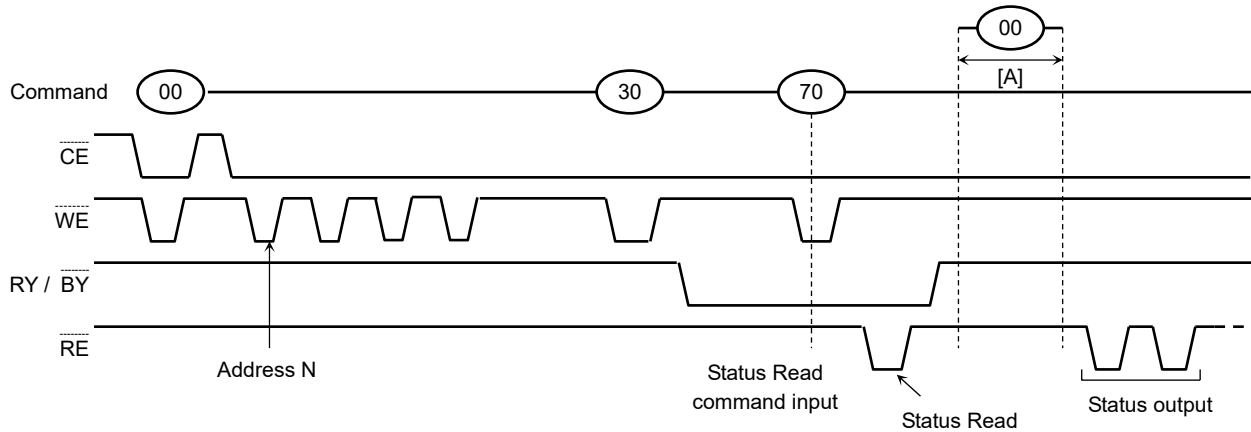 00
[A]
Command 00 30 70
CE
WE
RY / BY
RE
Address N
Status Read
command input
Status Read
Status output